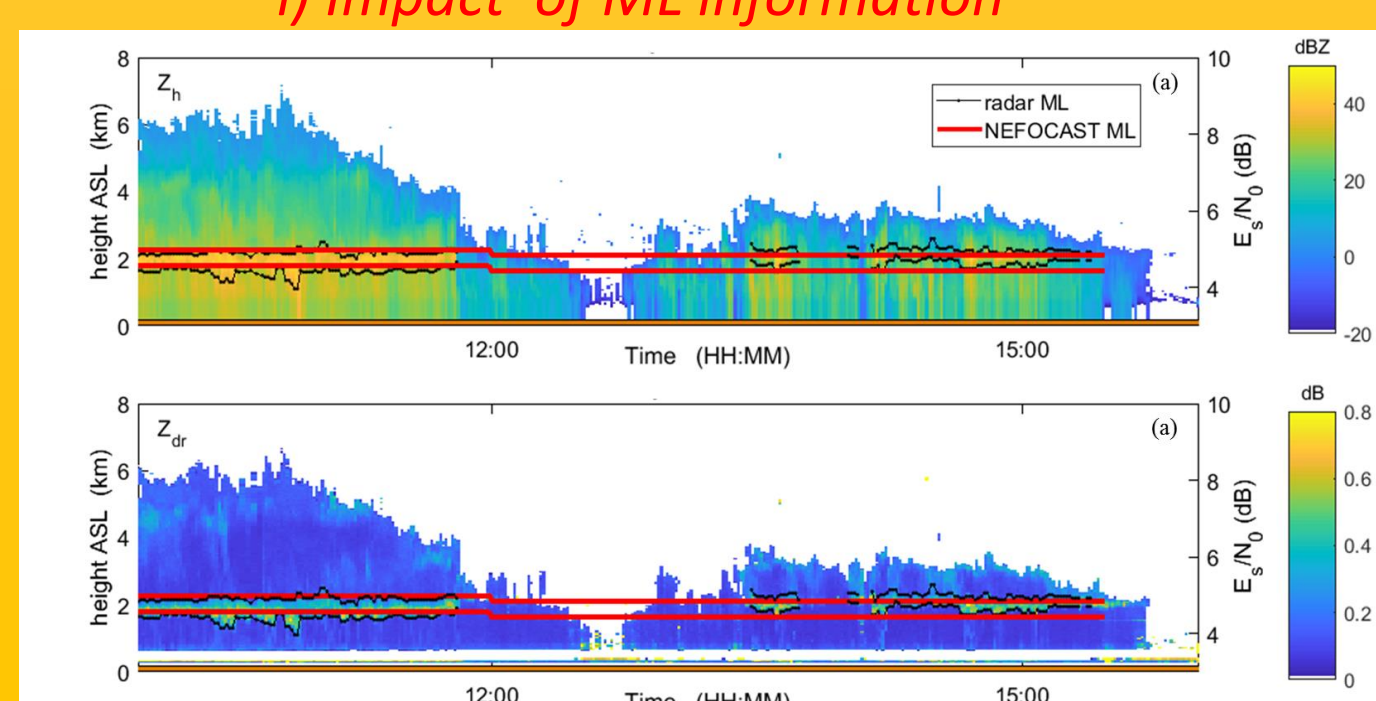 i) Impact of ML information
dBZ
8
10
Z_h
(a)
radar ML
NEFOCAST ML
40
6
8
20
4
6
0
2
4
0
-20
height ASL (km)
E_s/N_0 (dB)
12:00
Time (HH:MM)
15:00
dB
8
10
0.8
Z_dr
(a)
6
8
0.6
4
6
0.4
2
4
0.2
0
0
height ASL (km)
E_s/N_0 (dB)
12:00
Time (HH:MM)
15:00